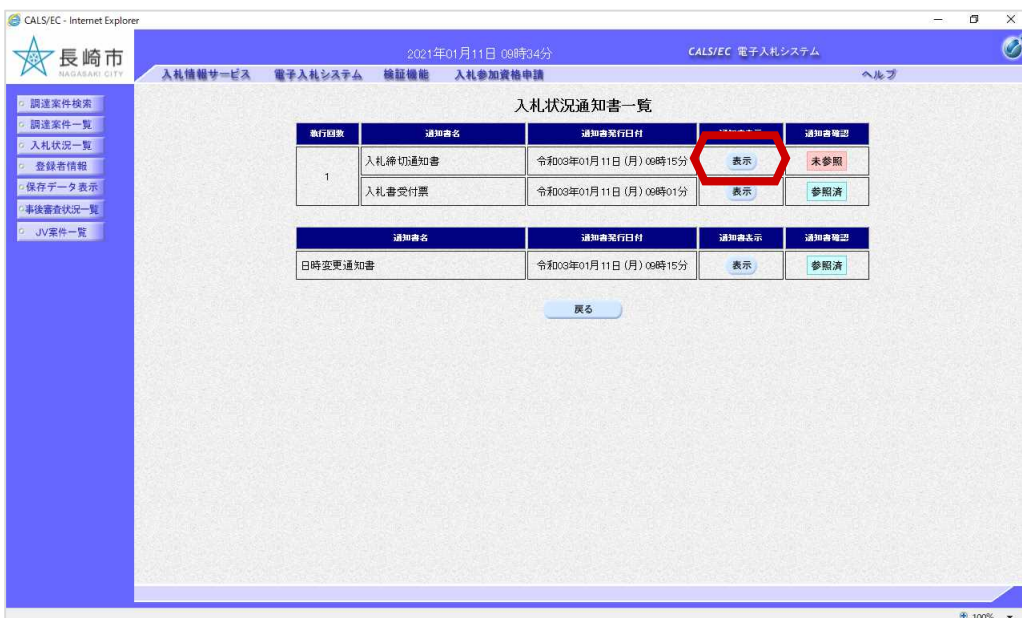 CALS/EC - Internet Explorer
長崎市
NAGASAKI CITY
2021年01月11日 09時34分
CALS/EC 電子入札システム
入札情報サービス 電子入札システム 検証機能 入札参加資格申請 ヘルプ
調達案件検索
調達案件一覧
入札状況一覧
登録者情報
保存データ表示
事後審査状況一覧
JV案件一覧
入札状況通知書一覧
執行回数 通知書名 通知書発行日付 通知書表示 通知書確認
1
入札締切通知書 令和03年01月11日 (月) 09時15分 表示 未参照
入札書受付票 令和03年01月11日 (月) 09時01分 表示 参照済
通知書名 通知書発行日付 通知書表示 通知書確認
日時変更通知書 令和03年01月11日 (月) 09時15分 表示 参照済
戻る
100%